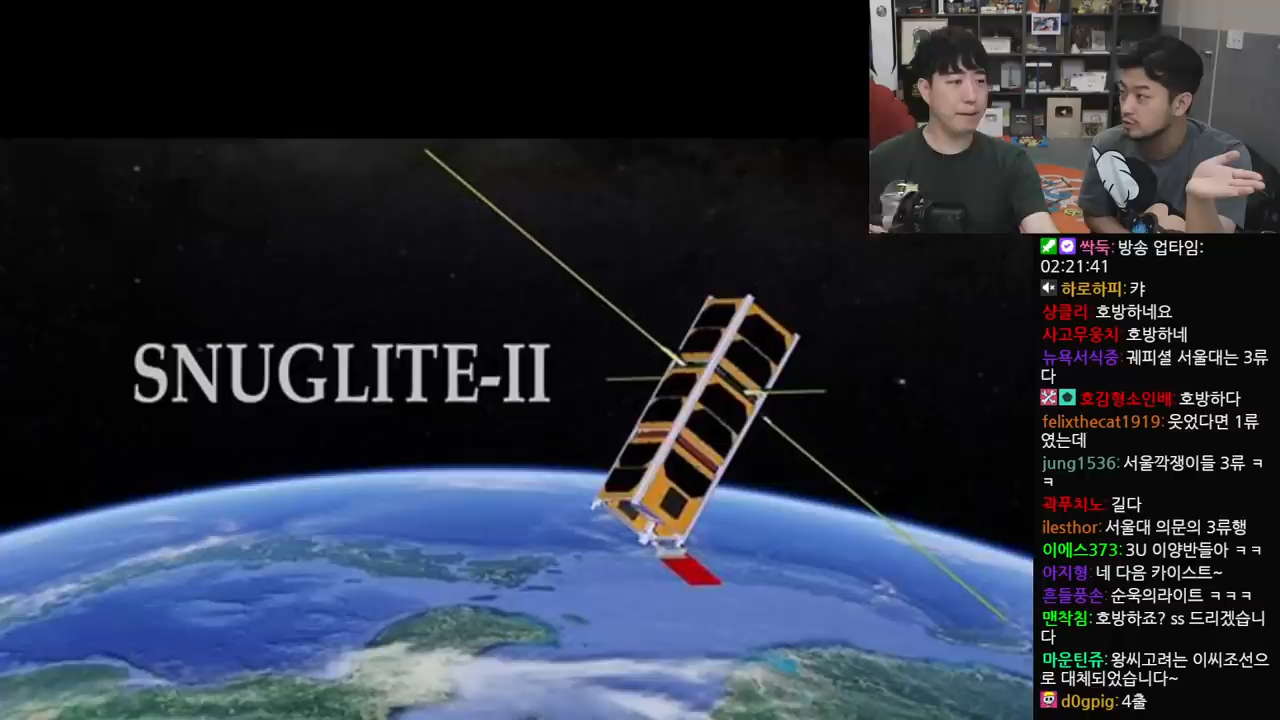 SNUGLITE-II
싹둑: 방송 업타임:
02:21:41
하로하피: 캬
샹클리 호방하네요
사고무웅치 호방하네
뉴욕서식중: 궤피셜 서울대는 3류
다
호감형소인배: 호방하다
felixthecat1919: 웃었다면 1류
였는데
jung1536: 서울깍쟁이들 3류 ㅋ
ㅋ
곽푸치노 길다
ilesthor: 서울대 의문의 3류행
이에스373: 3U 이양반들아 ㅋㅋ
아지형: 네 다음 카이스트~
흔들풍손: 순욱의라이트 ㅋㅋㅋ
맨착침: 호방하죠? ss 드리겠습니
다
마운틴쥬: 왕씨고려는 이씨조선으
로 대체되었습니다~
d0gpig: 4출